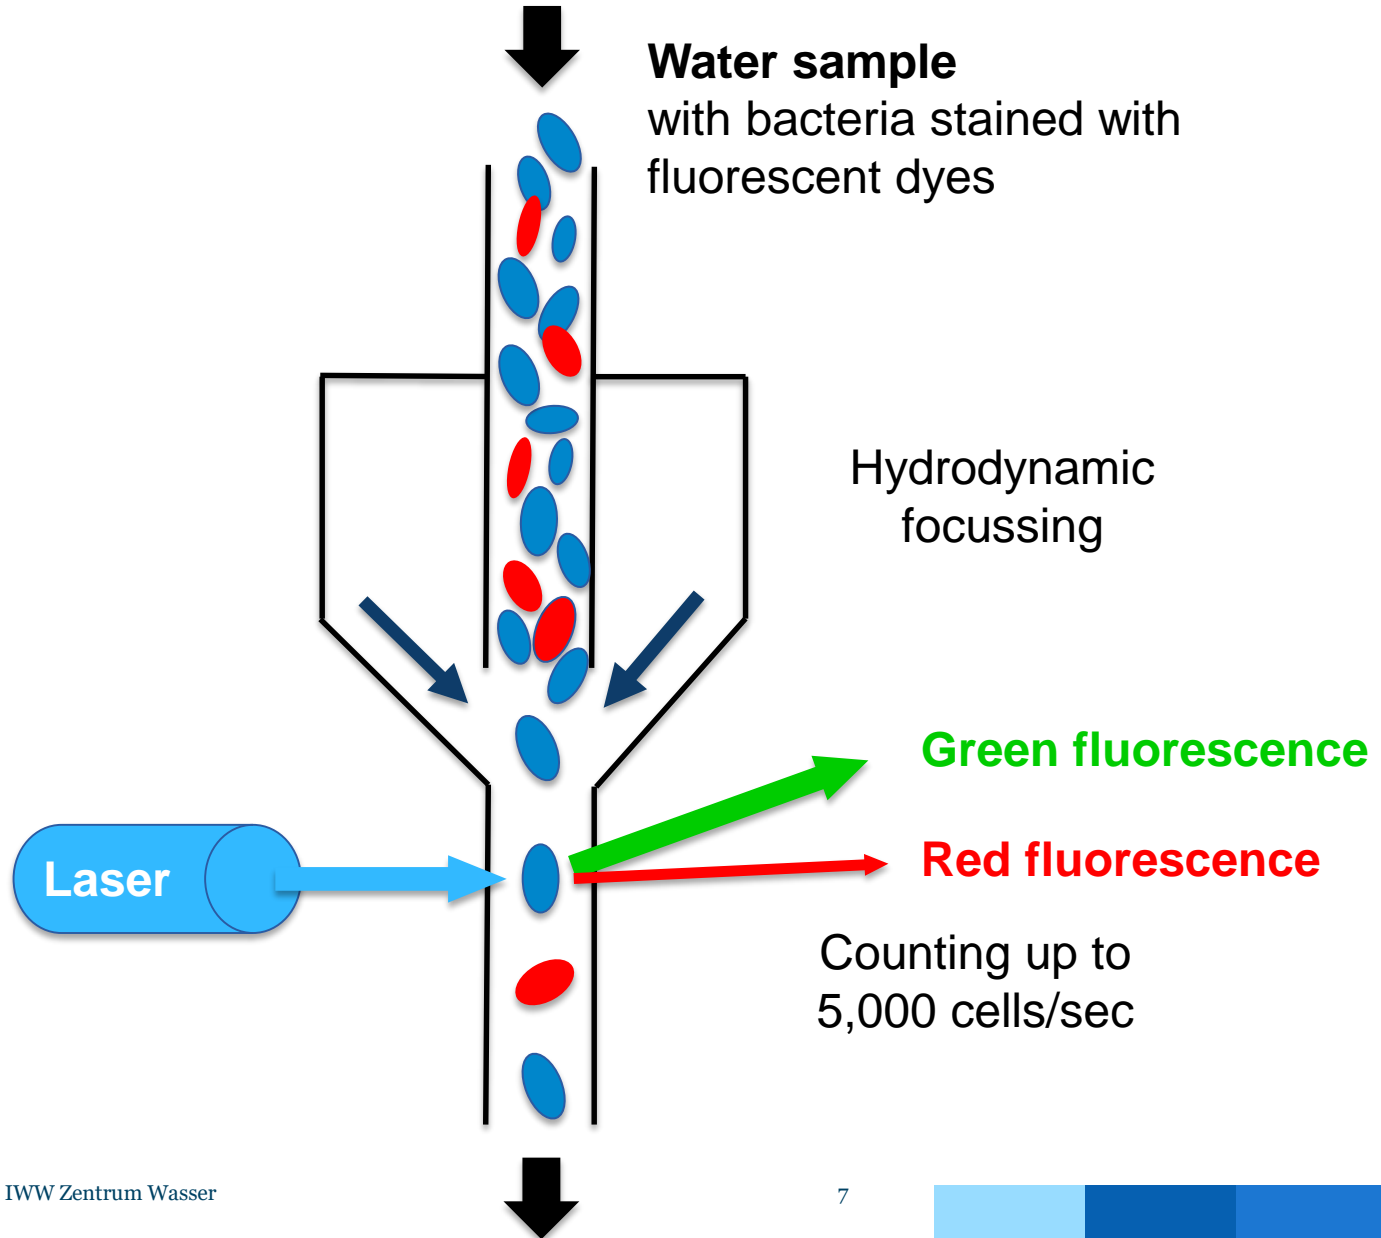 Water sample
with bacteria stained with
fluorescent dyes
Hydrodynamic
focussing
Green fluorescence
Laser
Red fluorescence
Counting up to
5,000 cells/sec
IWW Zentrum Wasser
7